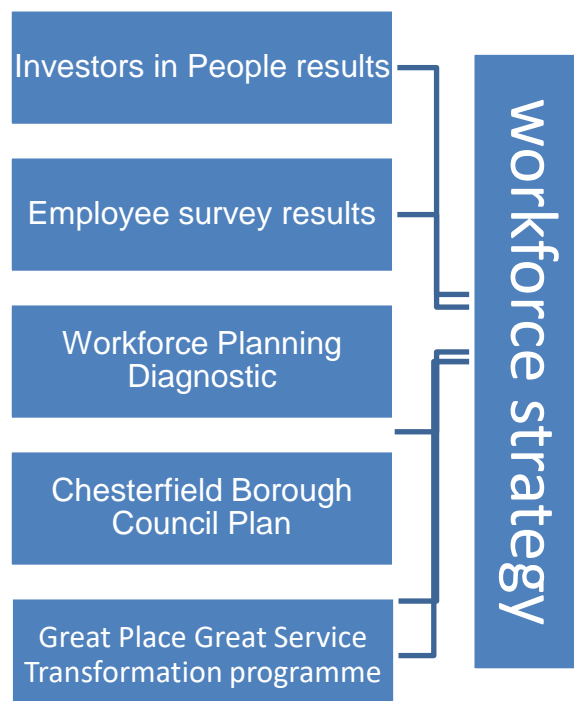 Investors in People results
Employee survey results
Workforce Planning
Diagnostic
Chesterfield Borough
Council Plan
Great Place Great Service
Transformation programme
workforce strategy